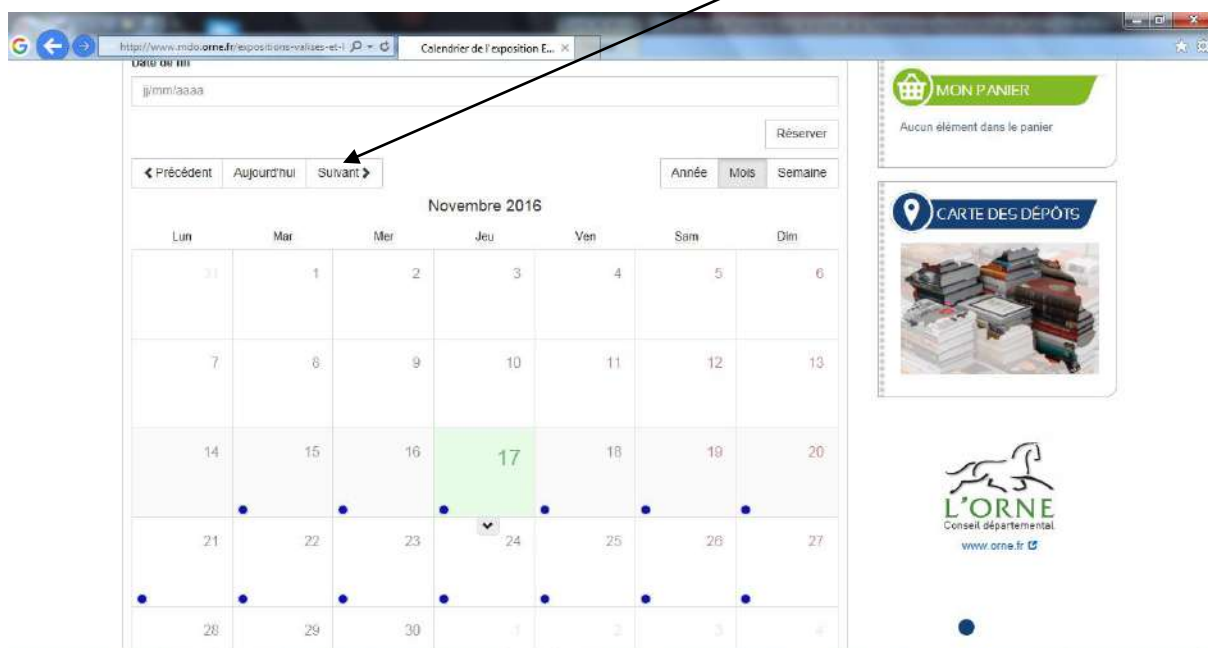 http://www.mdo.orne.fr/expositions-valises-et-l
Calendrier de l'exposition E...
Date de fin
jj/mm/aaaa
Réserver
Précédent Aujourd'hui Suivant
Année Mois Semaine
Novembre 2016
Lun Mar Mer Jeu Ven Sam Dim
31 1 2 3 4 5 6
7 8 9 10 11 12 13
14 15 16 17 18 19 20
21 22 23 24 25 26 27
28 29 30 1 2 3 4
MON PANIER
Aucun élément dans le panier
CARTE DES DÉPÔTS
L'ORNE
Conseil départemental
www.orne.fr